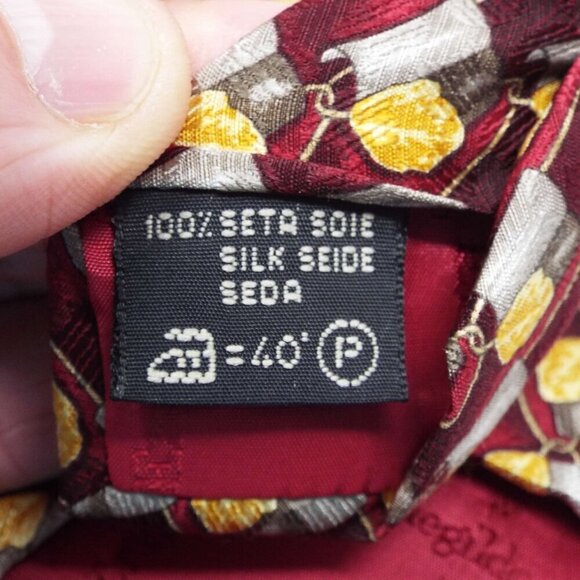 100% SETA SOIE
SILK SEIDE
SEDA
= 40°
P